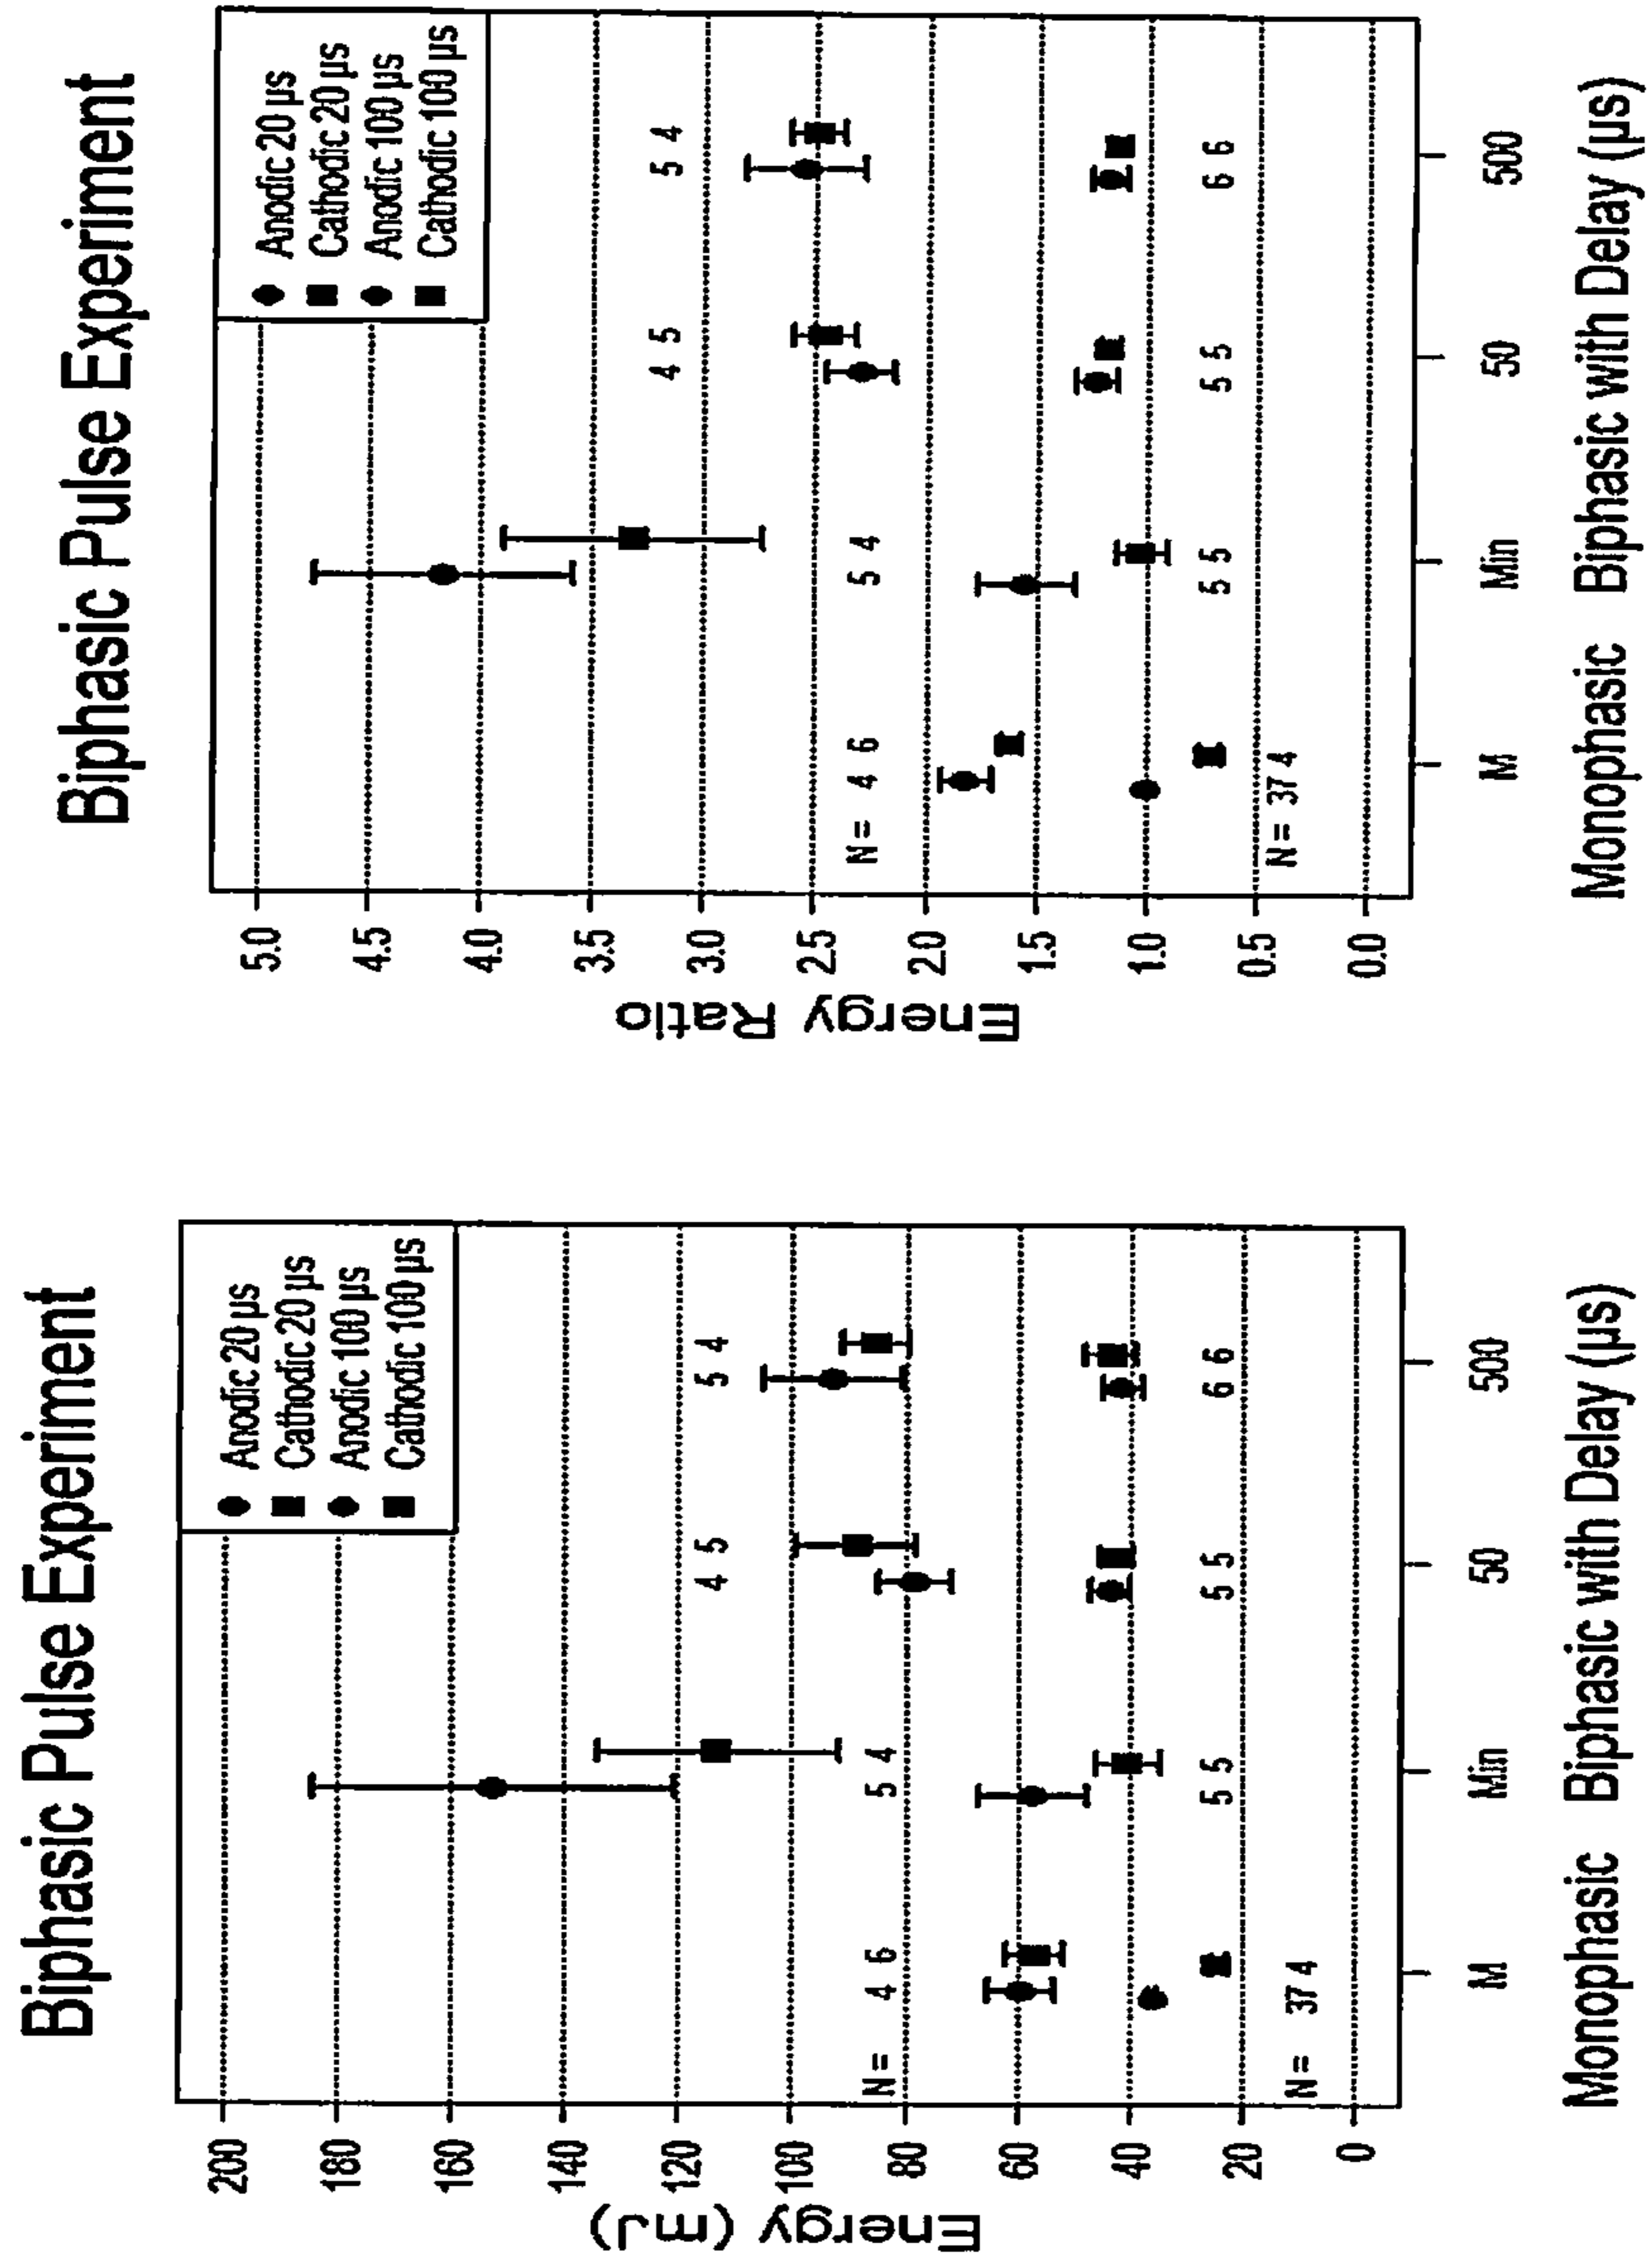 Biphasic Pulse Experiment
Anodic 20 µs
Cathodic 20 µs
Anodic 100 µs
Cathodic 100 µs
200
180
160
140
120
100
80
60
40
20
0
Energy (mJ)
4 5
5 4
N = 4 6
5 4
5 5
5 5
6 6
N = 37 4
M
Min
50
500
Monophasic Biphasic with Delay (µs)
Biphasic Pulse Experiment
Anodic 20 µs
Cathodic 20 µs
Anodic 100 µs
Cathodic 100 µs
5.0
4.5
4.0
3.5
3.0
2.5
2.0
1.5
1.0
0.5
0.0
Energy Ratio
4 5
5 4
N = 4 6
5 4
5 5
5 5
6 6
N = 37 4
M
Min
50
500
Monophasic Biphasic with Delay (µs)